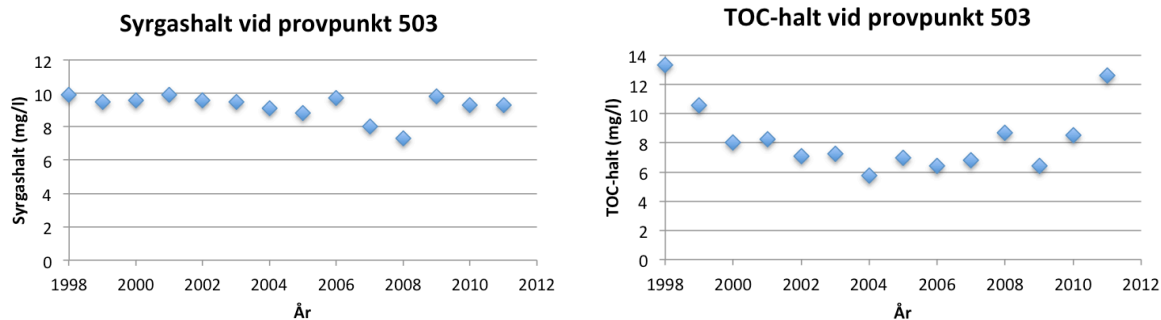 Syrgashalt vid provpunkt 503
Syrgashalt (mg/l)
12
10
8
6
4
2
0
1998 2000 2002 2004 2006 2008 2010 2012
År
TOC-halt vid provpunkt 503
TOC-halt (mg/l)
14
12
10
8
6
4
2
0
1998 2000 2002 2004 2006 2008 2010 2012
År